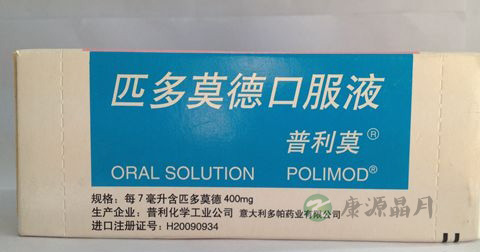 匹多莫德口服液
普利莫®
ORAL SOLUTION POLIMOD®
规格：每7毫升含匹多莫德400mg
生产企业：普利化学工业公司 意大利多帕药业有限公司
进口注册证号：H20090934
康源晶月